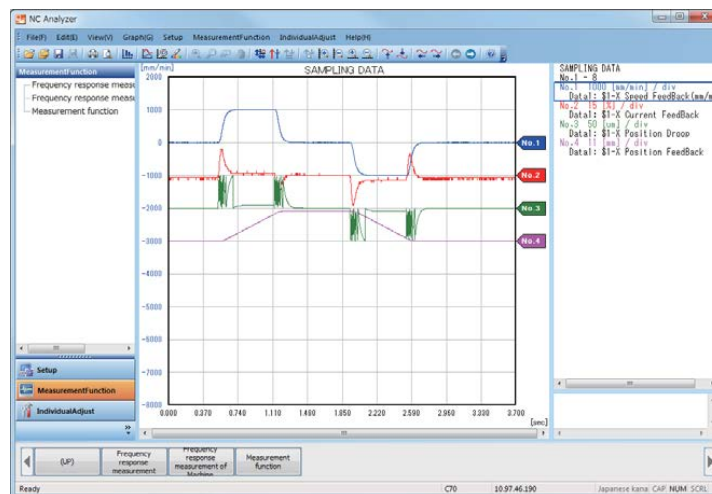 NC Analyzer
File(F) Edit(E) View(V) Graph(G) Setup MeasurementFunction IndividualAdjust Help(H)
MeasurementFunction
Frequency response meas
Frequency response meas
Measurement function
Setup
MeasurementFunction
IndividualAdjust
[mm/min]
SAMPLING DATA
2000
1000
0
-1000
-2000
-3000
-4000
-5000
-6000
-7000
-8000
No.1
No.2
No.3
No.4
0.000 0.370 0.740 1.110 1.480 1.850 2.220 2.590 2.960 3.330 3.700
[sec]
SAMPLING DATA
No.1 - 8
No.1 1000 [mm/min] / div
Data1: $1-X Speed FeedBack(mm/m
No.2 15 [%] / div
Data1: $1-X Current FeedBack
No.3 50 [um] / div
Data1: $1-X Position Droop
No.4 11 [mm] / div
Data1: $1-X Position FeedBack
(UP)
Frequency response measurement
Frequency response measurement of Machine
Measurement function
Ready
C70
10.97.46.190
Japanese kana CAP NUM SCRL